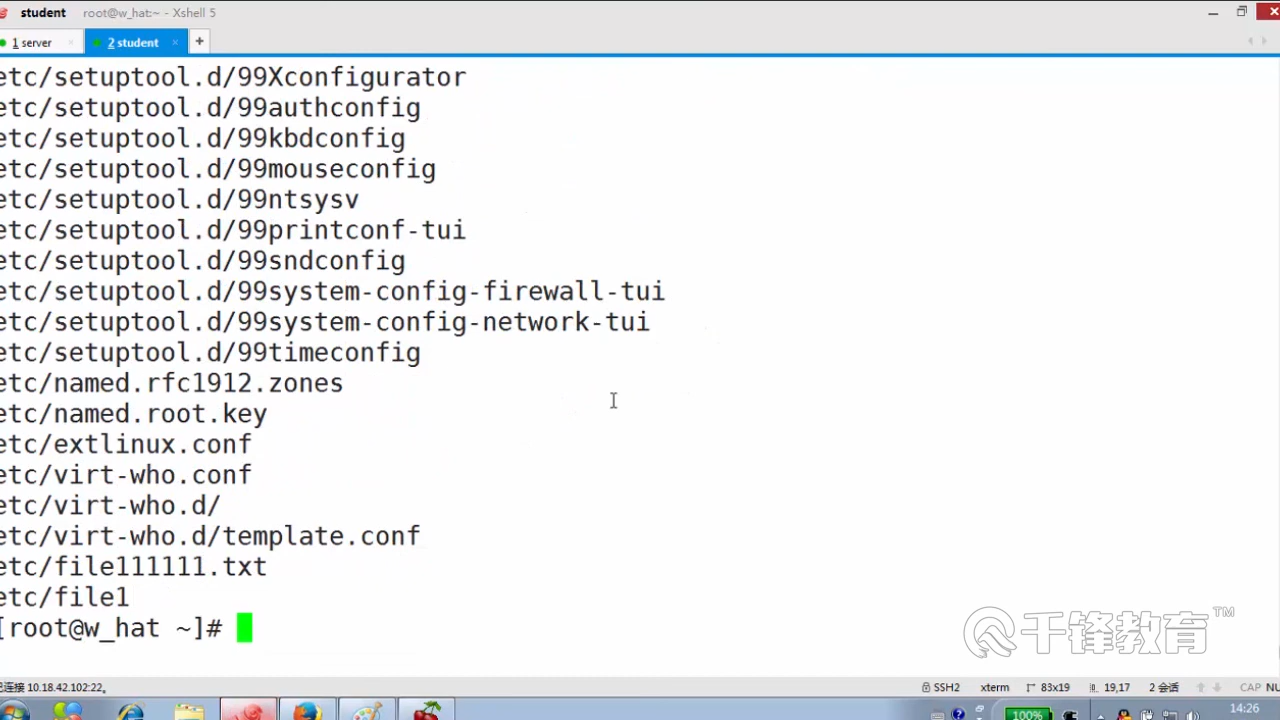 student root@w_hat:~ - Xshell 5
1 server × 2 student × +
etc/setuptool.d/99Xconfigurator
etc/setuptool.d/99authconfig
etc/setuptool.d/99kbdconfig
etc/setuptool.d/99mouseconfig
etc/setuptool.d/99ntsysv
etc/setuptool.d/99printconf-tui
etc/setuptool.d/99sndconfig
etc/setuptool.d/99system-config-firewall-tui
etc/setuptool.d/99system-config-network-tui
etc/setuptool.d/99timeconfig
etc/named.rfc1912.zones
etc/named.root.key
etc/extlinux.conf
etc/virt-who.conf
etc/virt-who.d/
etc/virt-who.d/template.conf
etc/file111111.txt
etc/file1
[root@w_hat ~]#
千锋教育™
已连接 10.18.42.102:22。 SSH2 xterm 83x19 19,17 2 会话 CAP NU
100% 14:26